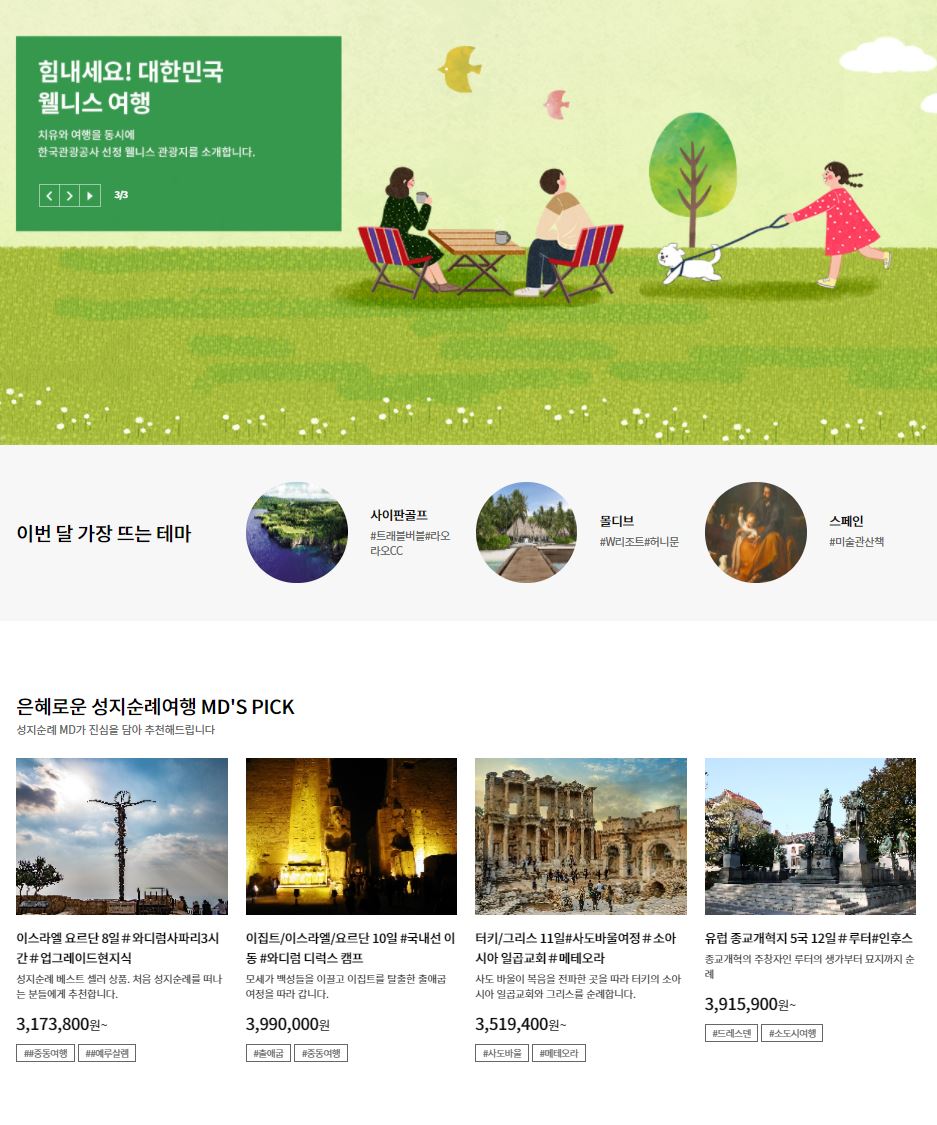 힘내세요! 대한민국
웰니스 여행
치유와 여행을 동시에
한국관광공사 선정 웰니스 관광지를 소개합니다.
3/3
이번 달 가장 뜨는 테마
사이판골프
#트래블버블#라오
라오CC
몰디브
#W리조트#허니문
스페인
#미술관산책
은혜로운 성지순례여행 MD'S PICK
성지순례 MD가 진심을 담아 추천해드립니다
이스라엘 요르단 8일#와디럼사파리3시
간#업그레이드현지식
성지순례 베스트 셀러 상품. 처음 성지순례를 떠나
는 분들에게 추천합니다.
3,173,800원~
##중동여행 ##예루살렘
이집트/이스라엘/요르단 10일 #국내선 이
동 #와디럼 디럭스 캠프
모세가 백성들을 이끌고 이집트를 탈출한 출애굽
여정을 따라 갑니다.
3,990,000원
#출애굽 #중동여행
터키/그리스 11일#사도바울여정#소아
시아 일곱교회#메테오라
사도 바울이 복음을 전파한 곳을 따라 터키의 소아
시아 일곱교회와 그리스를 순례합니다.
3,519,400원~
#사도바울 #메테오라
유럽 종교개혁지 5국 12일#루터#인후스
종교개혁의 주창자인 루터의 생가부터 묘지까지 순
례
3,915,900원~
#드레스덴 #소도시여행